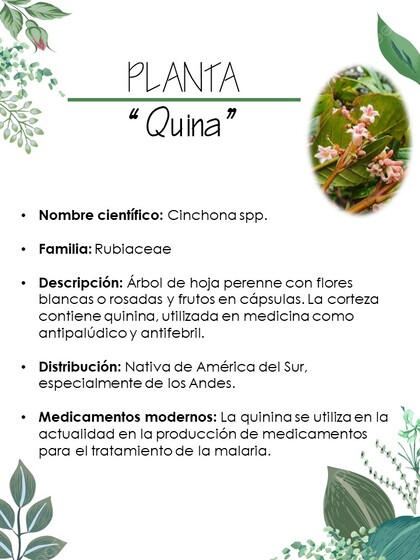 PLANTA
“Quina”
• Nombre científico: Cinchona spp.
• Familia: Rubiaceae
• Descripción: Árbol de hoja perenne con flores
blancas o rosadas y frutos en cápsulas. La corteza
contiene quinina, utilizada en medicina como
antipalúdico y antifebril.
• Distribución: Nativa de América del Sur,
especialmente de los Andes.
• Medicamentos modernos: La quinina se utiliza en la
actualidad en la producción de medicamentos
para el tratamiento de la malaria.